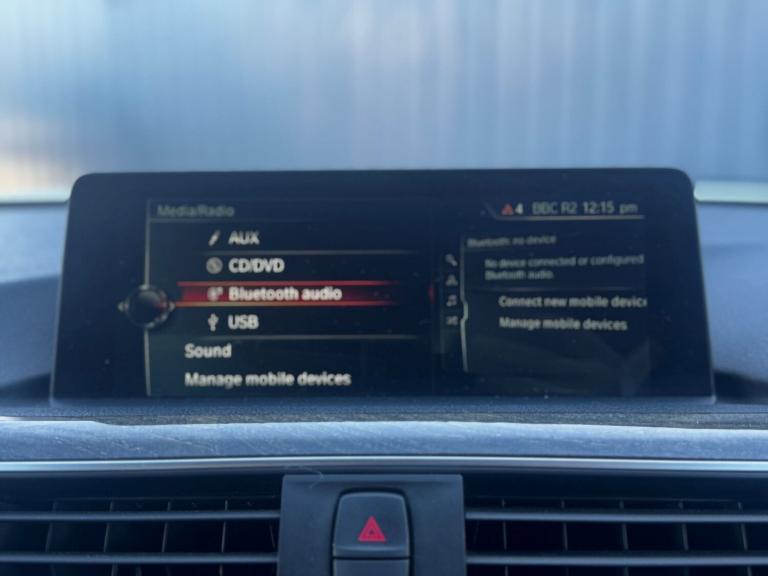 Media/Radio
4 BBC R2 12:15 pm
AUX
CD/DVD
Bluetooth audio
USB
Sound
Manage mobile devices
Bluetooth: no device
No device connected or configured
Bluetooth audio.
Connect new mobile device
Manage mobile devices